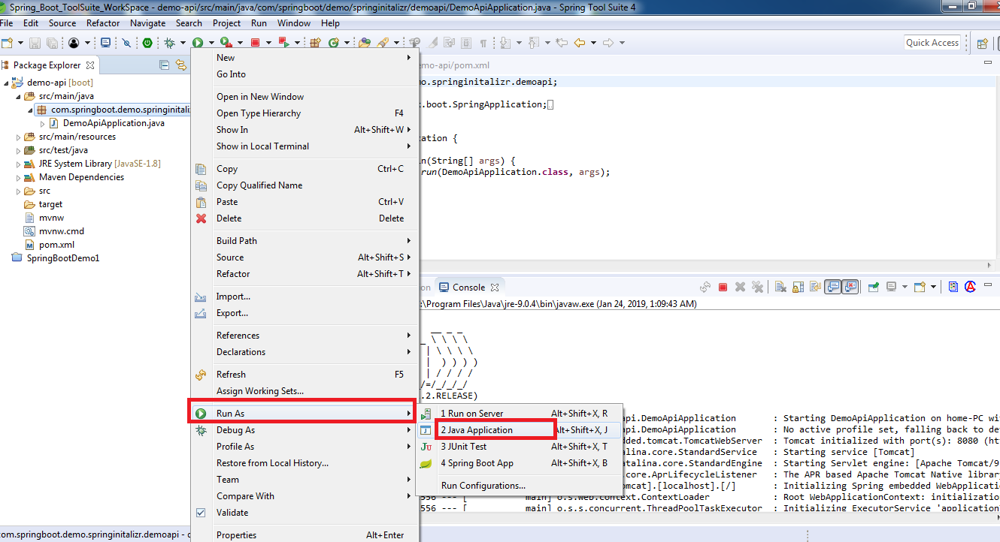 Spring_Boot_ToolSuite_WorkSpace - demo-api/src/main/java/com/springboot/demo/springinitalizr/demoapi/DemoApiApplication.java - Spring Tool Suite 4
File Edit Source Refactor Navigate Search Project Run Window Help
Quick Access
Package Explorer
demo-api [boot]
src/main/java
com.springboot.demo.springinitaliz
DemoApiApplication.java
src/main/resources
src/test/java
JRE System Library [JavaSE-1.8]
Maven Dependencies
src
target
mvnw
mvnw.cmd
pom.xml
SpringBootDemo1
New
Go Into
Open in New Window
Open Type Hierarchy F4
Show In Alt+Shift+W
Show in Local Terminal
Copy Ctrl+C
Copy Qualified Name
Paste Ctrl+V
Delete Delete
Build Path
Source Alt+Shift+S
Refactor Alt+Shift+T
Import...
Export...
References
Declarations
Refresh F5
Assign Working Sets...
Run As
Debug As
Profile As
Restore from Local History...
Team
Compare With
Validate
Properties Alt+Enter
1 Run on Server Alt+Shift+X, R
2 Java Application Alt+Shift+X, J
3 JUnit Test Alt+Shift+X, T
4 Spring Boot App Alt+Shift+X, B
Run Configurations...
emo-api/pom.xml
o.springinitalizr.demoapi;
.boot.SpringApplication;
ation {
n(String[] args) {
run(DemoApiApplication.class, args);
on Console
:\Program Files\Java\jre-9.0.4\bin\javaw.exe (Jan 24, 2019, 1:09:43 AM)
__ _ _
_ \ \ \ \
| \ \ \ \
| ) ) ) )
| / / / /
/=/_/_/_/
.2.RELEASE)
pi.DemoApiApplication : Starting DemoApiApplication on home-PC wi
pi.DemoApiApplication : No active profile set, falling back to de
dded.tomcat.TomcatWebServer : Tomcat initialized with port(s): 8080 (ht
talina.core.StandardService : Starting service [Tomcat]
talina.core.StandardEngine : Starting Servlet engine: [Apache Tomcat/9
core.AprLifecycleListener : The APR based Apache Tomcat Native librar
omcat].[localhost].[/] : Initializing Spring embedded WebApplicatio
556 --- [ main] o.s.web.context.ContextLoader : Root WebApplicationContext: initializatio
556 --- [ main] o.s.s.concurrent.ThreadPoolTaskExecutor : Initializing ExecutorService 'application
com.springboot.demo.springinitalizr.demoapi - d